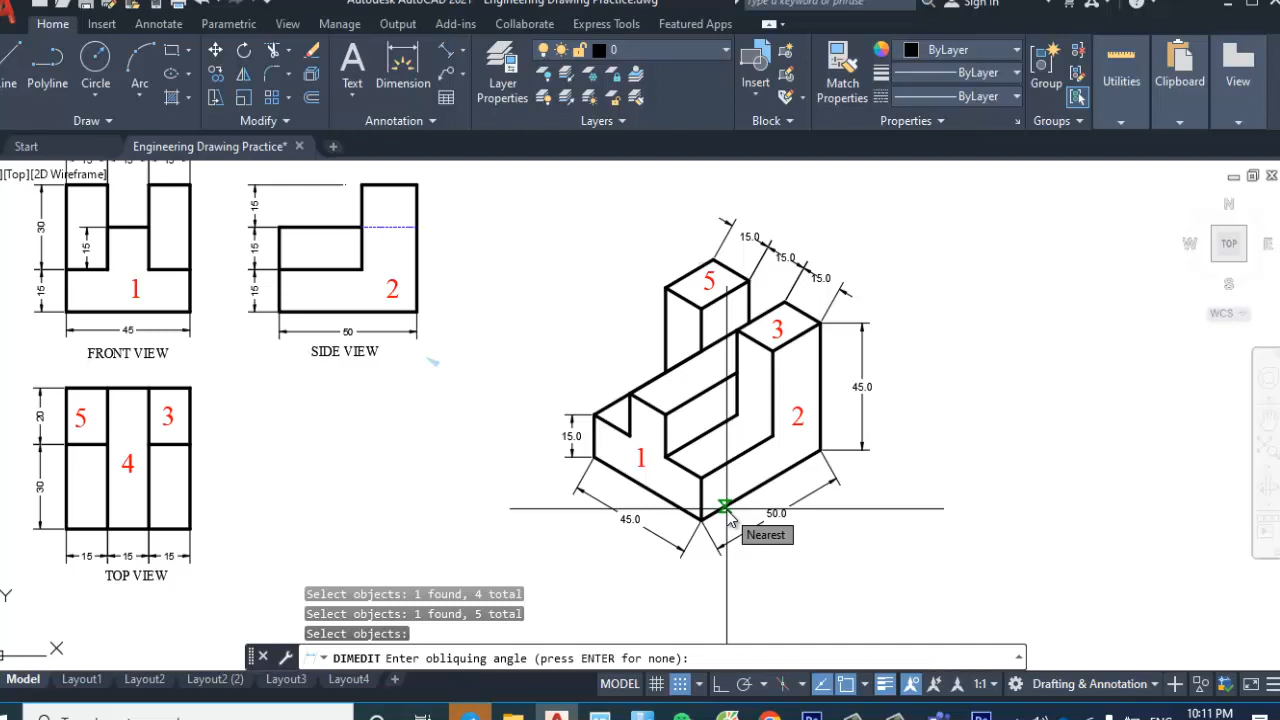 Autodesk AutoCAD 2021 Engineering Drawing Practice.dwg
Type a keyword or phrase
Sign In
Home Insert Annotate Parametric View Manage Output Add-ins Collaborate Express Tools Featured Apps
0
ByLayer
Polyline Circle Arc
Text Dimension
Layer Properties
Insert
Match Properties
ByLayer
ByLayer
Group
Utilities Clipboard View
Draw Modify Annotation Layers Block Properties Groups
Start Engineering Drawing Practice*
][Top][2D Wireframe]
N
W TOP E
S
WCS
30
15
15
1
45
FRONT VIEW
15
15
15
2
50
SIDE VIEW
20
30
5
3
4
15 15 15
TOP VIEW
15.0
15.0
15.0
5
3
2
1
45.0
15.0
45.0
50.0
Nearest
Select objects: 1 found, 4 total
Select objects: 1 found, 5 total
Select objects:
DIMEDIT Enter obliquing angle (press ENTER for none):
Y
X
Model Layout1 Layout2 Layout2 (2) Layout3 Layout4
MODEL
1:1
Drafting & Annotation
10:11 PM